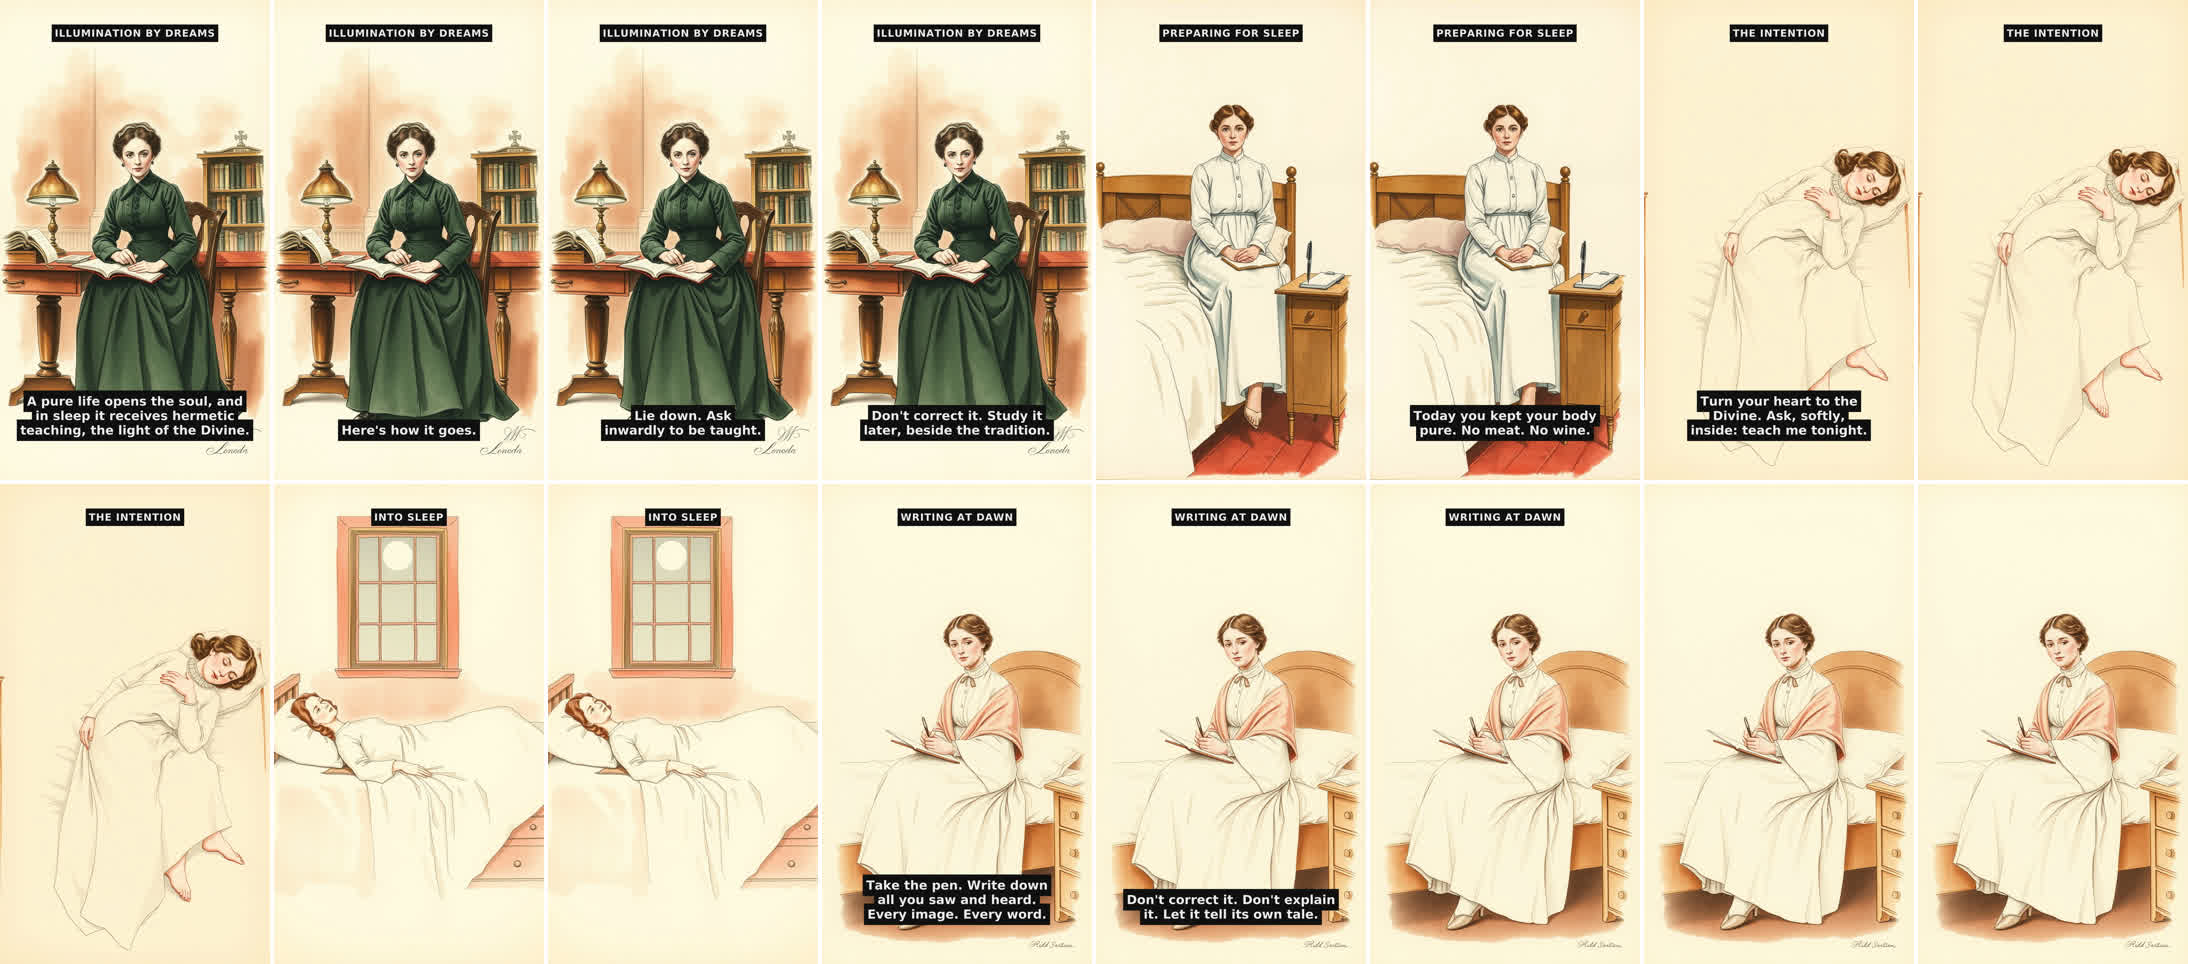 ILLUMINATION BY DREAMS
A pure life opens the soul, and
in sleep it receives hermetic
teaching, the light of the Divine.
Lonoda
ILLUMINATION BY DREAMS
Here's how it goes.
Lonoda
ILLUMINATION BY DREAMS
Lie down. Ask
inwardly to be taught.
Lonoda
ILLUMINATION BY DREAMS
Don't correct it. Study it
later, beside the tradition.
Lonoda
PREPARING FOR SLEEP
PREPARING FOR SLEEP
Today you kept your body
pure. No meat. No wine.
THE INTENTION
Turn your heart to the
Divine. Ask, softly,
inside: teach me tonight.
THE INTENTION
THE INTENTION
INTO SLEEP
INTO SLEEP
WRITING AT DAWN
Take the pen. Write down
all you saw and heard.
Every image. Every word.
WRITING AT DAWN
Don't correct it. Don't explain
it. Let it tell its own tale.
WRITING AT DAWN